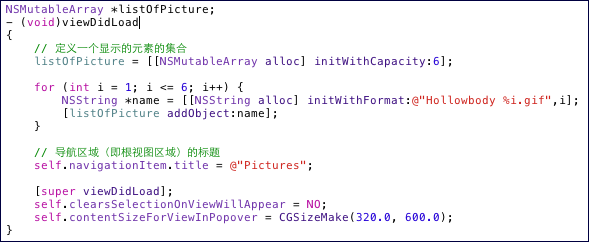 NSMutableArray *listOfPicture;
- (void)viewDidLoad
{
// 定义一个显示的元素的集合
listOfPicture = [[NSMutableArray alloc] initWithCapacity:6];
for (int i = 1; i <= 6; i++) {
NSString *name = [[NSString alloc] initWithFormat:@"Hollowbody %i.gif",i];
[listOfPicture addObject:name];
}
// 导航区域（即根视图区域）的标题
self.navigationItem.title = @"Pictures";
[super viewDidLoad];
self.clearsSelectionOnViewWillAppear = NO;
self.contentSizeForViewInPopover = CGSizeMake(320.0, 600.0);
}